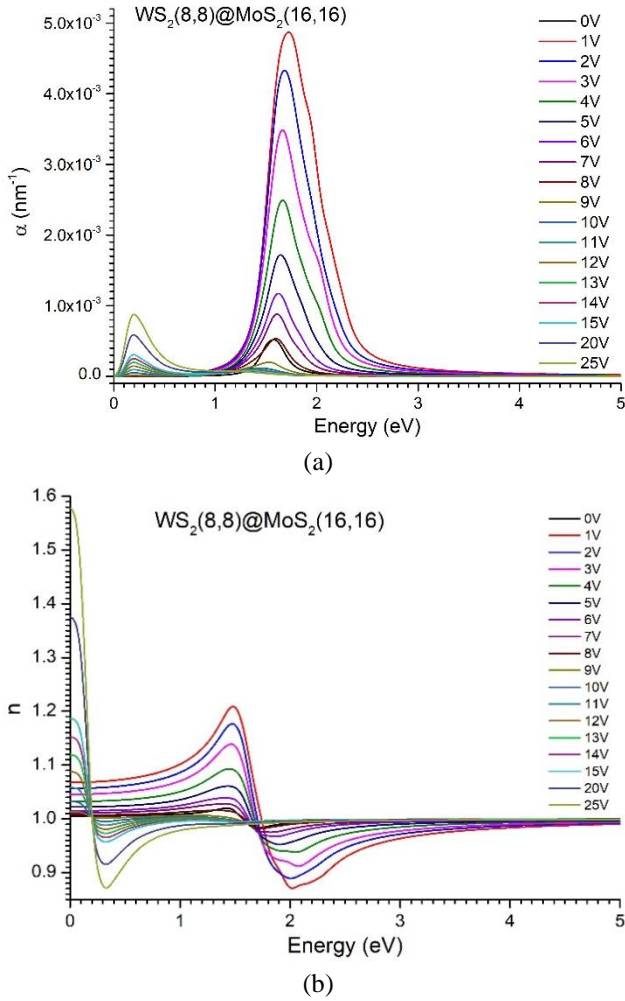 WS₂(8,8)@MoS₂(16,16)
5.0x10⁻³
4.0x10⁻³
3.0x10⁻³
2.0x10⁻³
1.0x10⁻³
0.0
α (nm⁻¹)
0V
1V
2V
3V
4V
5V
6V
7V
8V
9V
10V
11V
12V
13V
14V
15V
20V
25V
0 1 2 3 4 5
Energy (eV)
(a)
WS₂(8,8)@MoS₂(16,16)
1.6
1.5
1.4
1.3
1.2
1.1
1.0
0.9
n
0V
1V
2V
3V
4V
5V
6V
7V
8V
9V
10V
11V
12V
13V
14V
15V
20V
25V
0 1 2 3 4 5
Energy (eV)
(b)